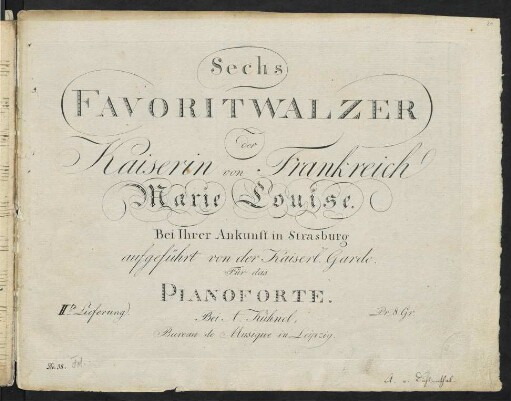 Sechs
FAVORITWALZER
der
Kaiserin von Frankreich
Marie Louise.
Bei Ihrer Ankunft in Strasburg
aufgeführt von der Kaiserl. Garde.
Für das
PIANOFORTE.
IIte Lieferung. Bei A. Kühnel, Pr. 8 Gr.
Bureau de Musique in Leipzig.